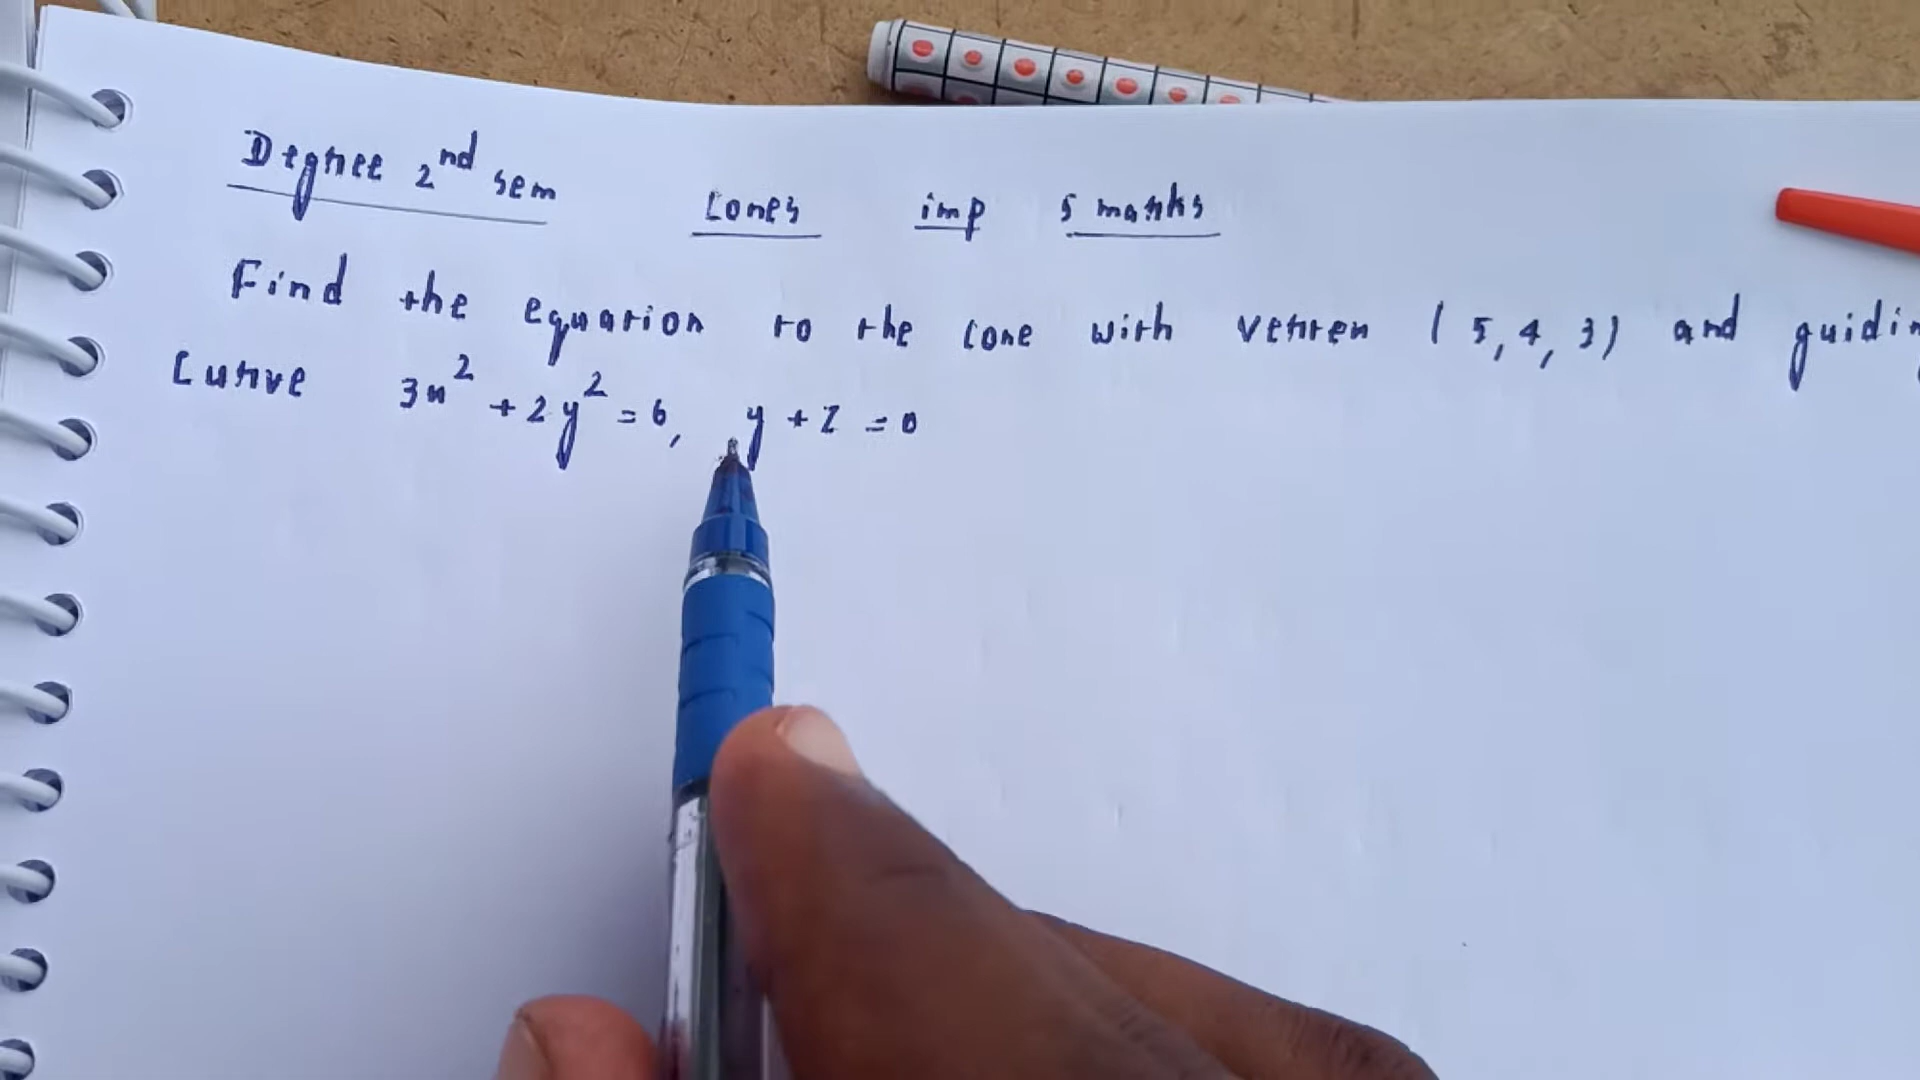 Degree 2nd sem Cones imp 5 marks
Find the equation to the cone with vertex (5, 4, 3) and guidin
Curve 3x² + 2y² = 6, y + z = 0